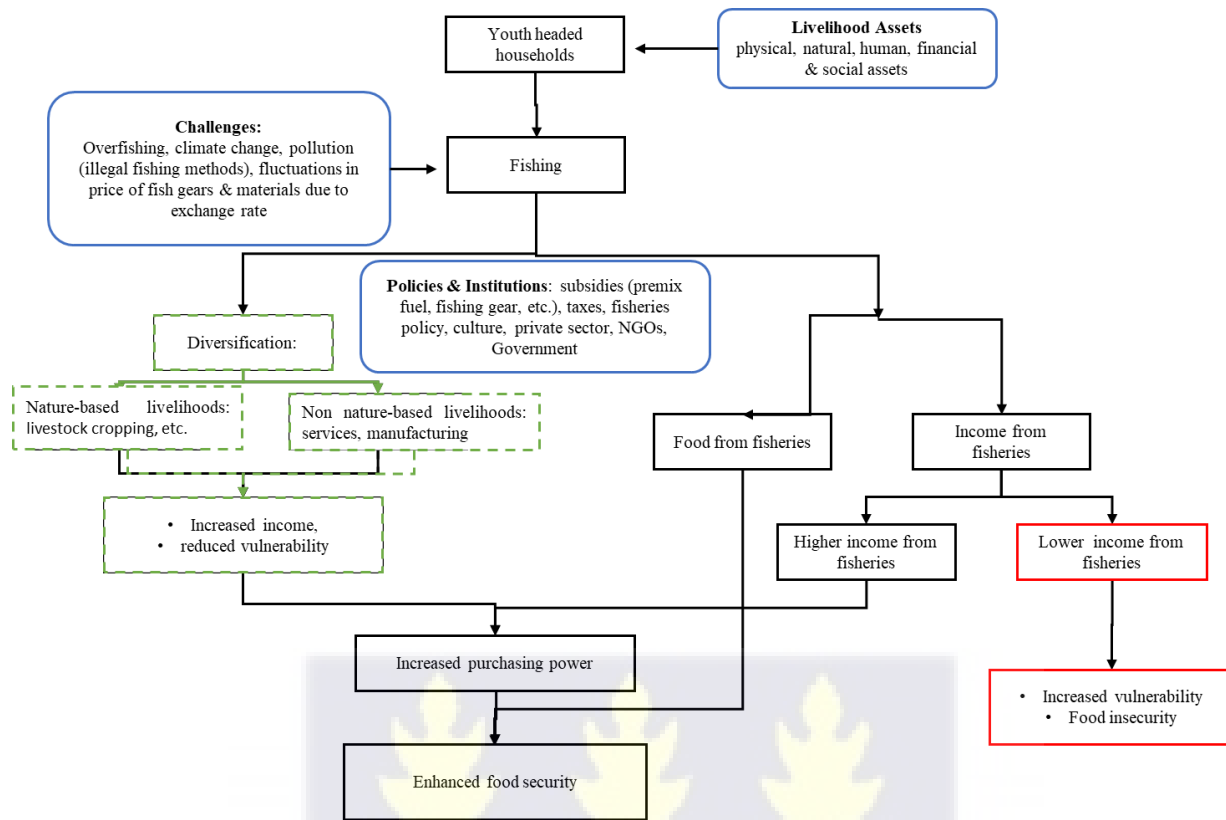 Youth headed
households
Livelihood Assets
physical, natural, human, financial
& social assets
Challenges:
Overfishing, climate change, pollution
(illegal fishing methods), fluctuations in
price of fish gears & materials due to
exchange rate
Fishing
Policies & Institutions: subsidies (premix
fuel, fishing gear, etc.), taxes, fisheries
policy, culture, private sector, NGOs,
Government
Diversification:
Nature-based livelihoods:
livestock cropping, etc.
Non nature-based livelihoods:
services, manufacturing
Food from fisheries
Income from
fisheries
• Increased income,
• reduced vulnerability
Higher income from
fisheries
Lower income from
fisheries
Increased purchasing power
• Increased vulnerability
• Food insecurity
Enhanced food security